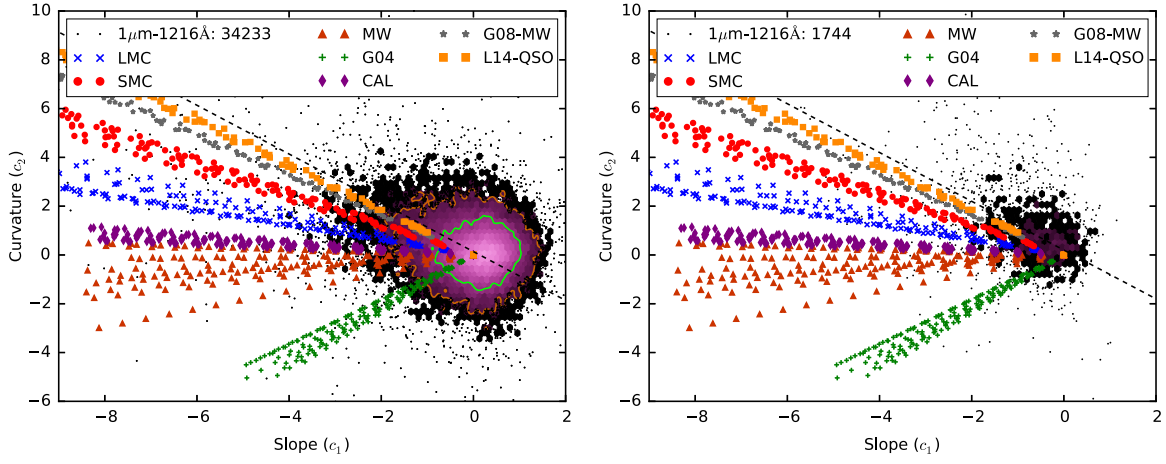 1μm-1216Å: 34233
LMC
SMC
MW
G04
CAL
G08-MW
L14-QSO
Curvature (c₂)
10
8
6
4
2
0
−2
−4
−6
−8
−6
−4
−2
0
2
Slope (c₁)
1μm-1216Å: 1744
LMC
SMC
MW
G04
CAL
G08-MW
L14-QSO
Curvature (c₂)
10
8
6
4
2
0
−2
−4
−6
−8
−6
−4
−2
0
2
Slope (c₁)